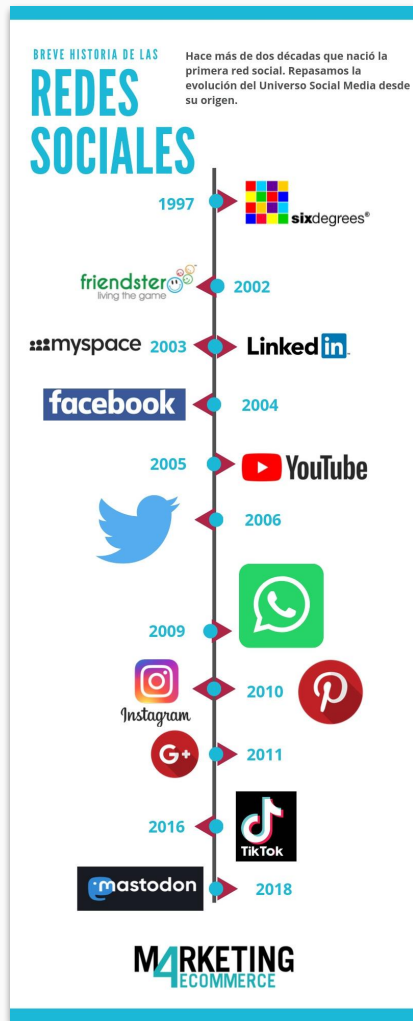 BREVE HISTORIA DE LAS
REDES
SOCIALES
Hace más de dos décadas que nació la
primera red social. Repasamos la
evolución del Universo Social Media desde
su origen.
1997
sixdegrees®
friendster
living the game
2002
myspace
2003
Linked in
facebook
2004
2005
YouTube
2006
2009
Instagram
2010
G+
2011
2016
TikTok
mastodon
2018
M4RKETING
ECOMMERCE